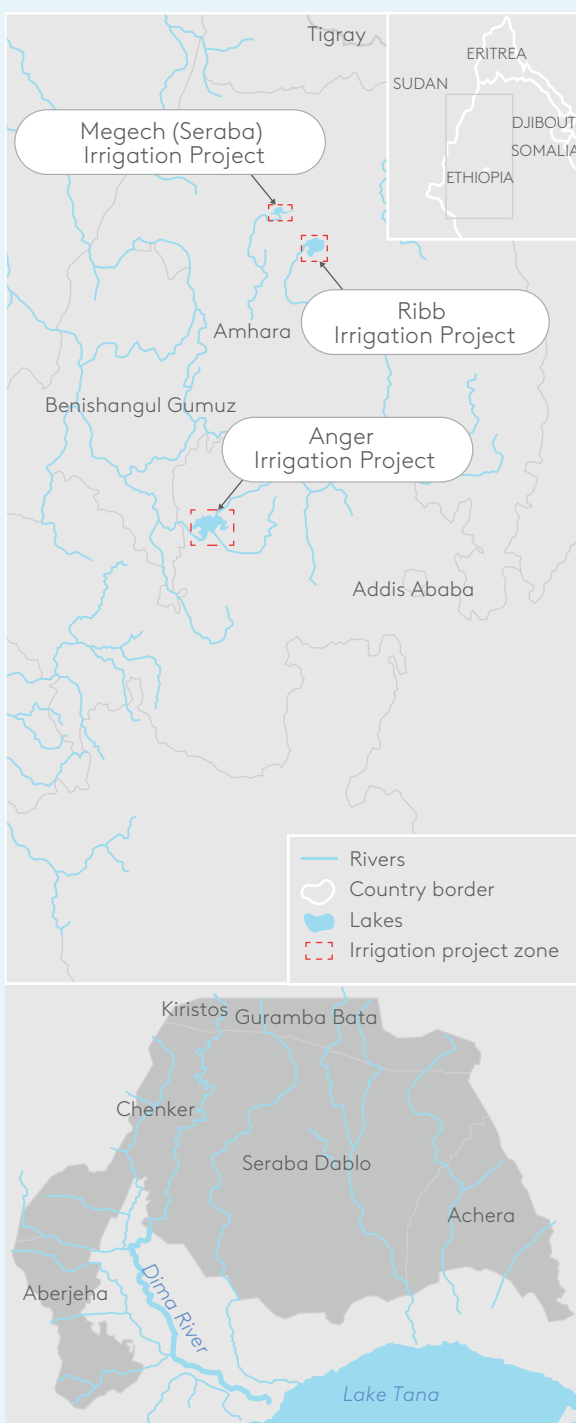 Tigray
ERITREA
SUDAN
DJIBOUTI
SOMALIA
ETHIOPIA
Megech (Seraba)
Irrigation Project
Ribb
Irrigation Project
Amhara
Benishangul Gumuz
Anger
Irrigation Project
Addis Ababa
Rivers
Country border
Lakes
Irrigation project zone
Kiristos
Guramba Bata
Chenker
Seraba Dablo
Achera
Aberjeha
Dima River
Lake Tana